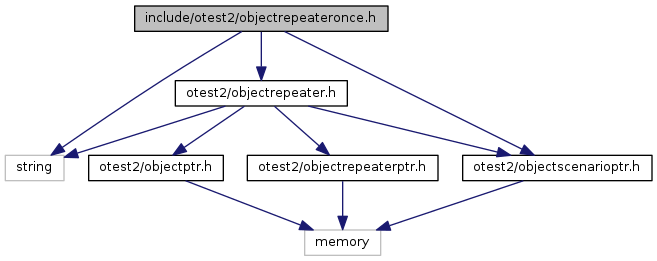 include/otest2/objectrepeateronce.h
otest2/objectrepeater.h
string
otest2/objectptr.h
otest2/objectrepeaterptr.h
otest2/objectscenarioptr.h
memory